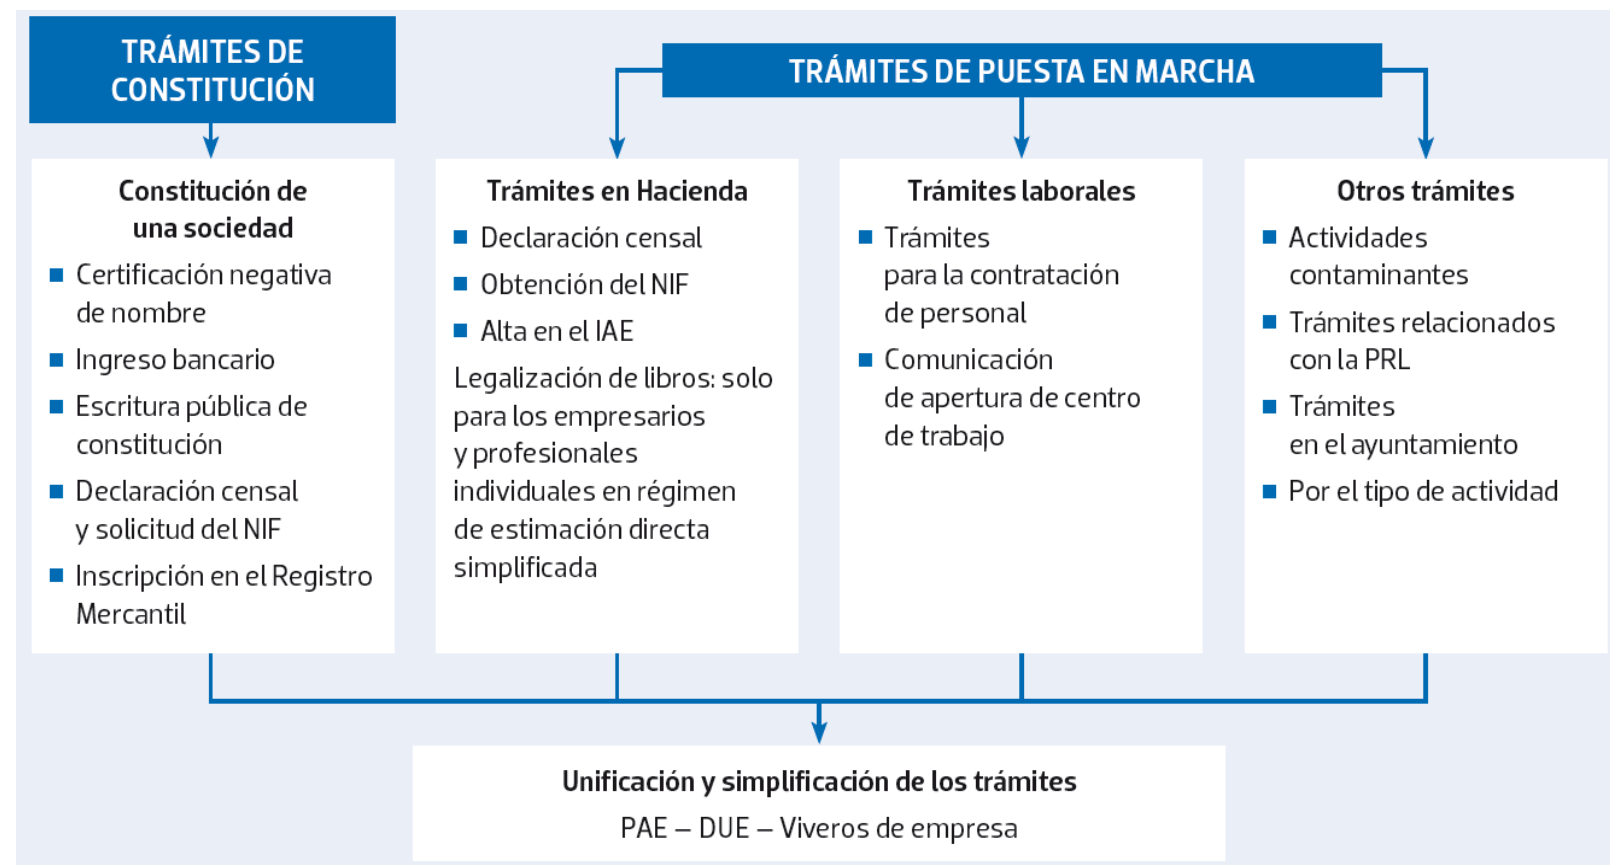 TRÁMITES DE
CONSTITUCIÓN
TRÁMITES DE PUESTA EN MARCHA
Constitución de
una sociedad
Certificación negativa
de nombre
Ingreso bancario
Escritura pública de
constitución
Declaración censal
y solicitud del NIF
Inscripción en el Registro
Mercantil
Trámites en Hacienda
Declaración censal
Obtención del NIF
Alta en el IAE
Legalización de libros: solo
para los empresarios
y profesionales
individuales en régimen
de estimación directa
simplificada
Trámites laborales
Trámites
para la contratación
de personal
Comunicación
de apertura de centro
de trabajo
Otros trámites
Actividades
contaminantes
Trámites relacionados
con la PRL
Trámites
en el ayuntamiento
Por el tipo de actividad
Unificación y simplificación de los trámites
PAE – DUE – Viveros de empresa